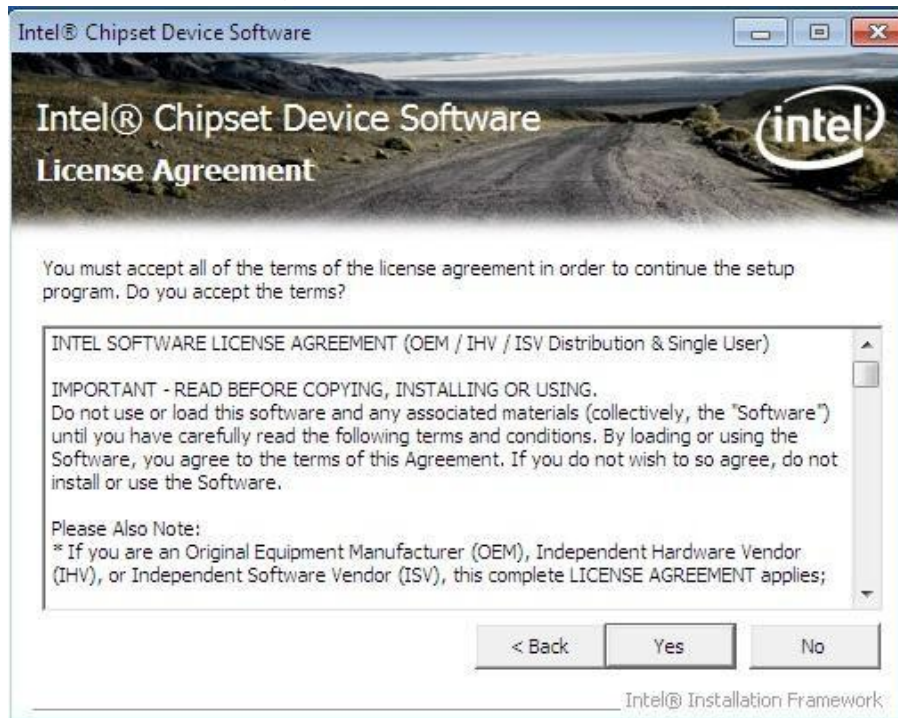 Intel® Chipset Device Software
Intel® Chipset Device Software
intel
License Agreement
You must accept all of the terms of the license agreement in order to continue the setup
program. Do you accept the terms?
INTEL SOFTWARE LICENSE AGREEMENT (OEM / IHV / ISV Distribution & Single User)
IMPORTANT - READ BEFORE COPYING, INSTALLING OR USING.
Do not use or load this software and any associated materials (collectively, the "Software")
until you have carefully read the following terms and conditions. By loading or using the
Software, you agree to the terms of this Agreement. If you do not wish to so agree, do not
install or use the Software.
Please Also Note:
* If you are an Original Equipment Manufacturer (OEM), Independent Hardware Vendor
(IHV), or Independent Software Vendor (ISV), this complete LICENSE AGREEMENT applies;
< Back Yes No
Intel® Installation Framework